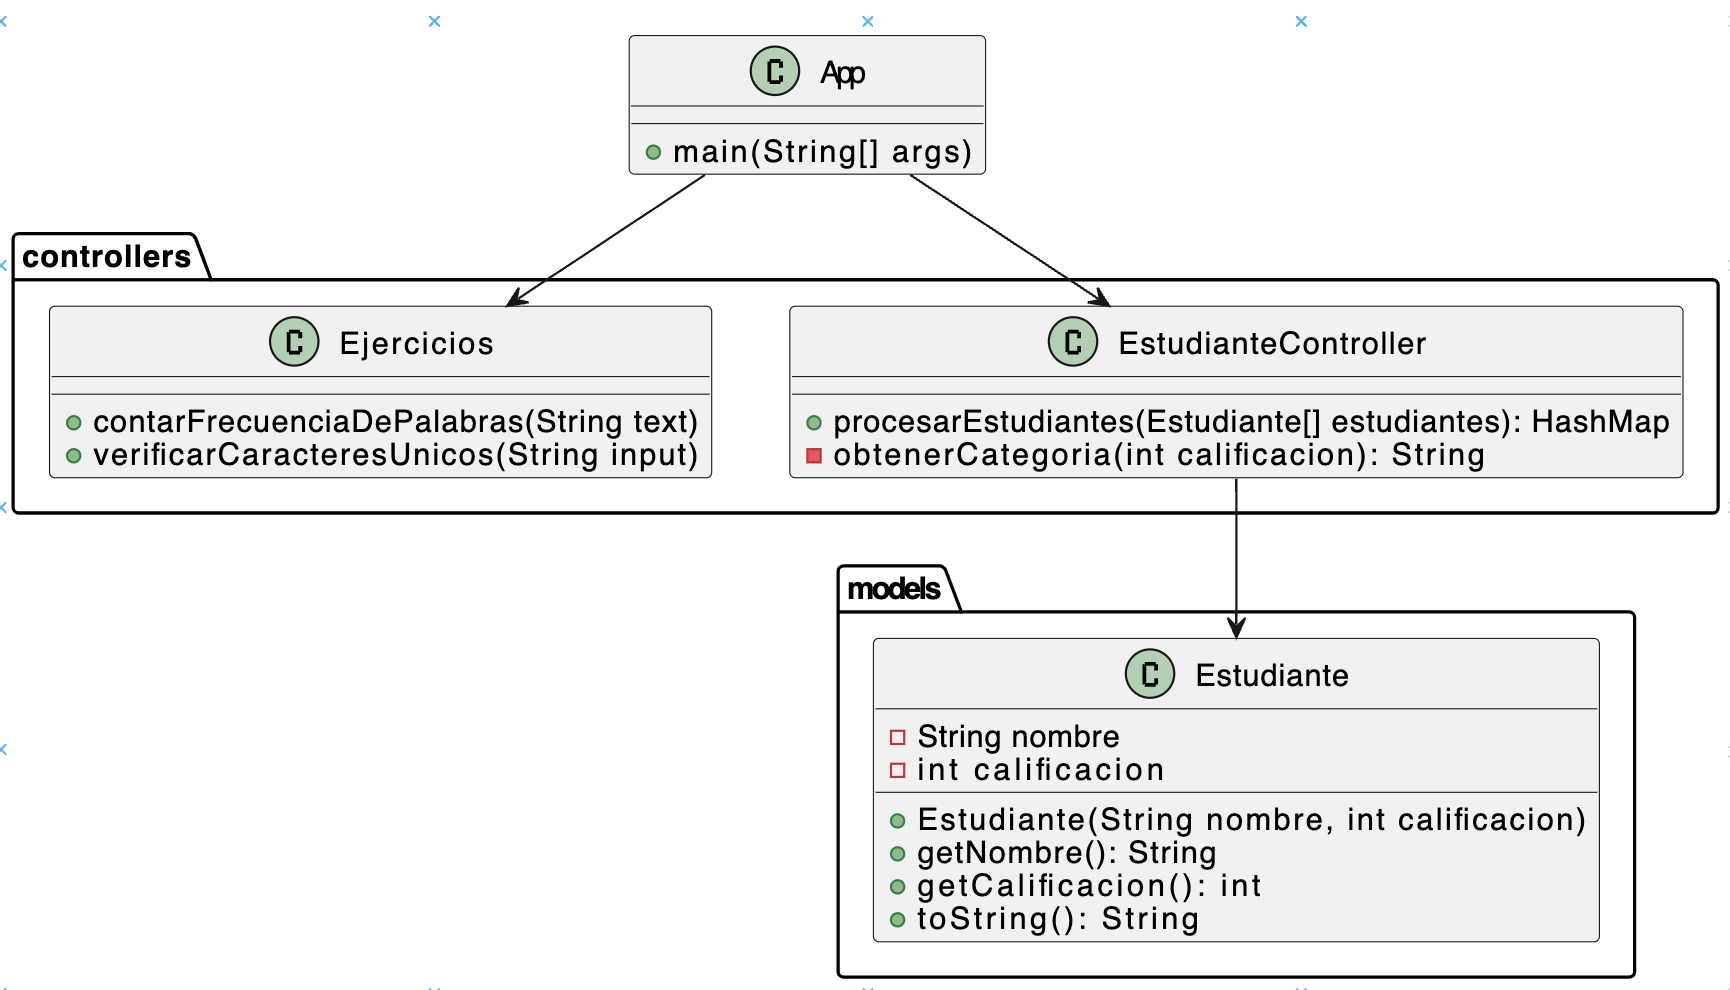 C App
main(String[] args)
controllers
C Ejercicios
contarFrecuenciaDePalabras(String text)
verificarCaracteresUnicos(String input)
C EstudianteController
procesarEstudiantes(Estudiante[] estudiantes): HashMap
obtenerCategoria(int calificacion): String
models
C Estudiante
String nombre
int calificacion
Estudiante(String nombre, int calificacion)
getNombre(): String
getCalificacion(): int
toString(): String